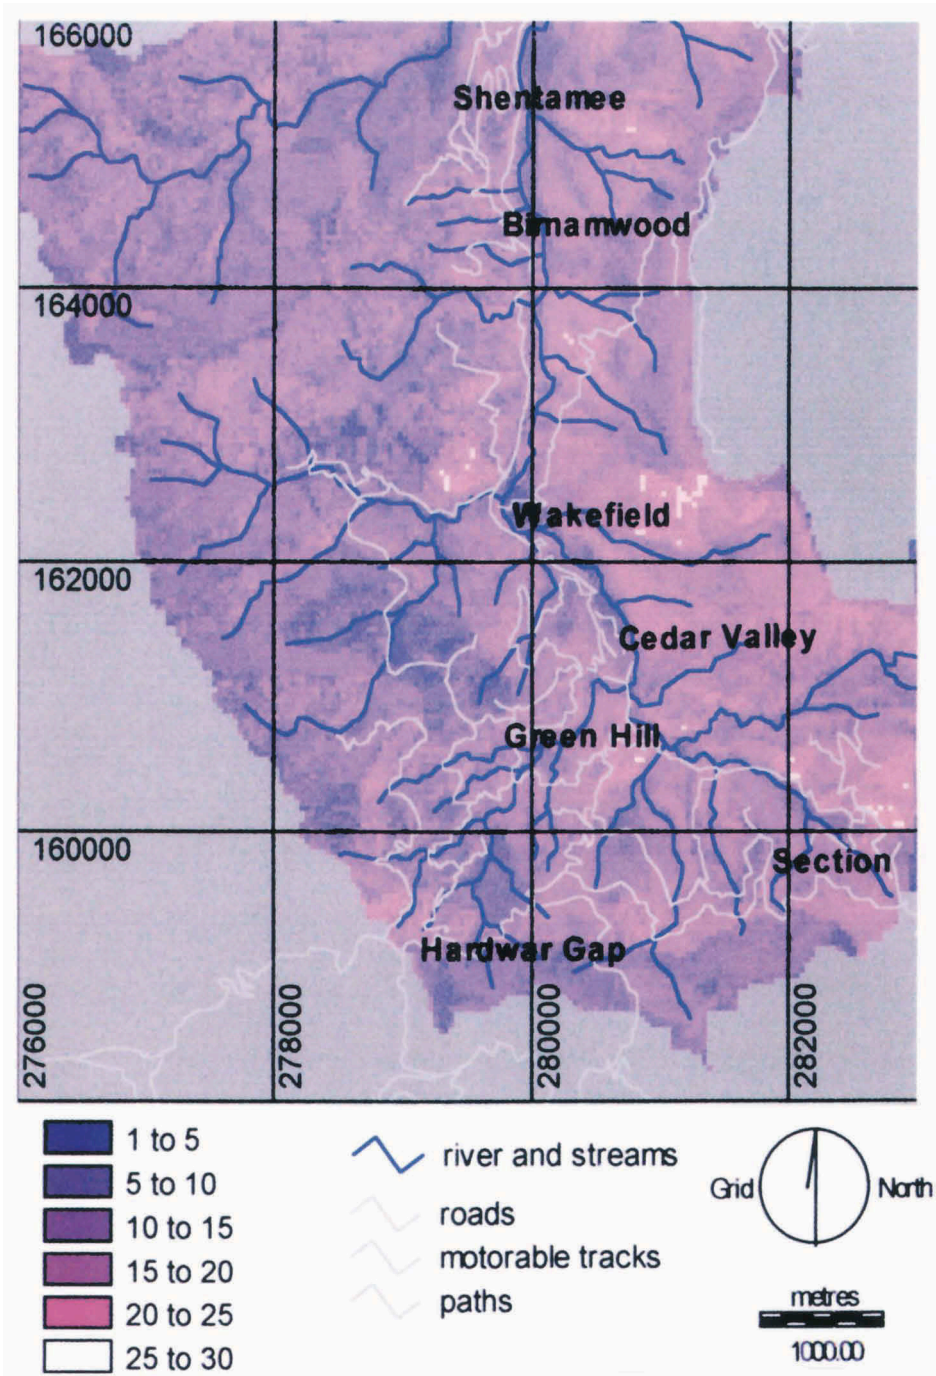 166000
Shentamee
Birnamwood
164000
Wakefield
162000
Cedar Valley
Green Hill
160000
Section
Hardwar Gap
276000
278000
280000
282000
1 to 5
5 to 10
10 to 15
15 to 20
20 to 25
25 to 30
river and streams
roads
motorable tracks
paths
Grid North
metres
1000.00